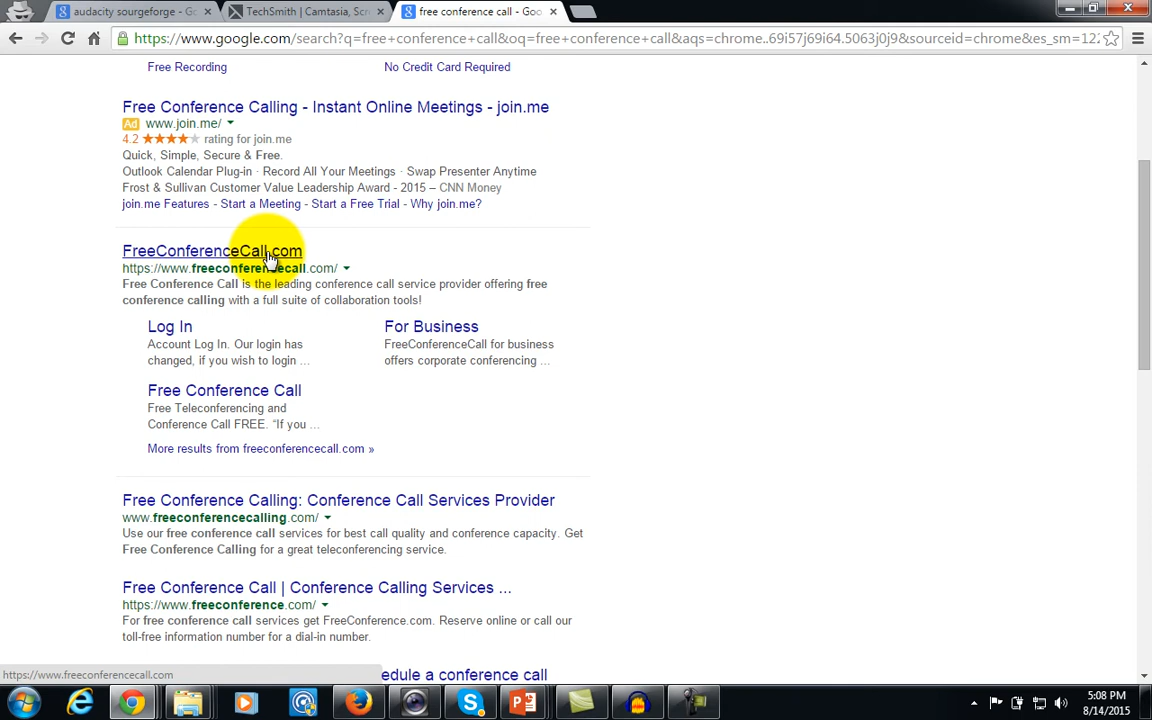 audacity sourgeforge - Go
TechSmith | Camtasia, Scr
free conference call - Goo
https://www.google.com/search?q=free+conference+call&oq=free+conference+call&aqs=chrome..69i57j69i64.5063j0j9&sourceid=chrome&es_sm=12
Free Recording
No Credit Card Required
Free Conference Calling - Instant Online Meetings - join.me
Ad www.join.me/
4.2 rating for join.me
Quick, Simple, Secure & Free.
Outlook Calendar Plug-in · Record All Your Meetings · Swap Presenter Anytime
Frost & Sullivan Customer Value Leadership Award - 2015 – CNN Money
join.me Features - Start a Meeting - Start a Free Trial - Why join.me?
FreeConferenceCall.com
https://www.freeconferencecall.com/
Free Conference Call is the leading conference call service provider offering free
conference calling with a full suite of collaboration tools!
Log In
For Business
Account Log In. Our login has
FreeConferenceCall for business
changed, if you wish to login ...
offers corporate conferencing ...
Free Conference Call
Free Teleconferencing and
Conference Call FREE. “If you ...
More results from freeconferencecall.com »
Free Conference Calling: Conference Call Services Provider
www.freeconferencecalling.com/
Use our free conference call services for best call quality and conference capacity. Get
Free Conference Calling for a great teleconferencing service.
Free Conference Call | Conference Calling Services ...
https://www.freeconference.com/
For free conference call services get FreeConference.com. Reserve online or call our
toll-free information number for a dial-in number.
edule a conference call
https://www.freeconferencecall.com
5:08 PM
8/14/2015